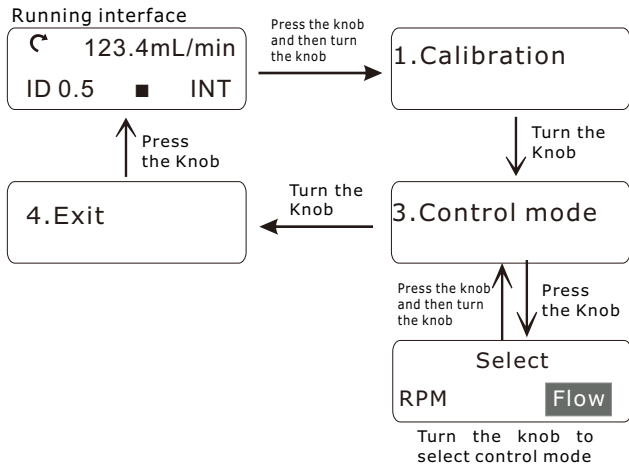 Running interface
123.4mL/min
ID 0.5 ■ INT
Press the knob
and then turn
the knob
1.Calibration
Turn the
Knob
3.Control mode
Turn the
Knob
4.Exit
Press
the Knob
Press the knob
and then turn
the knob
Press
the Knob
Select
RPM Flow
Turn the knob to
select control mode